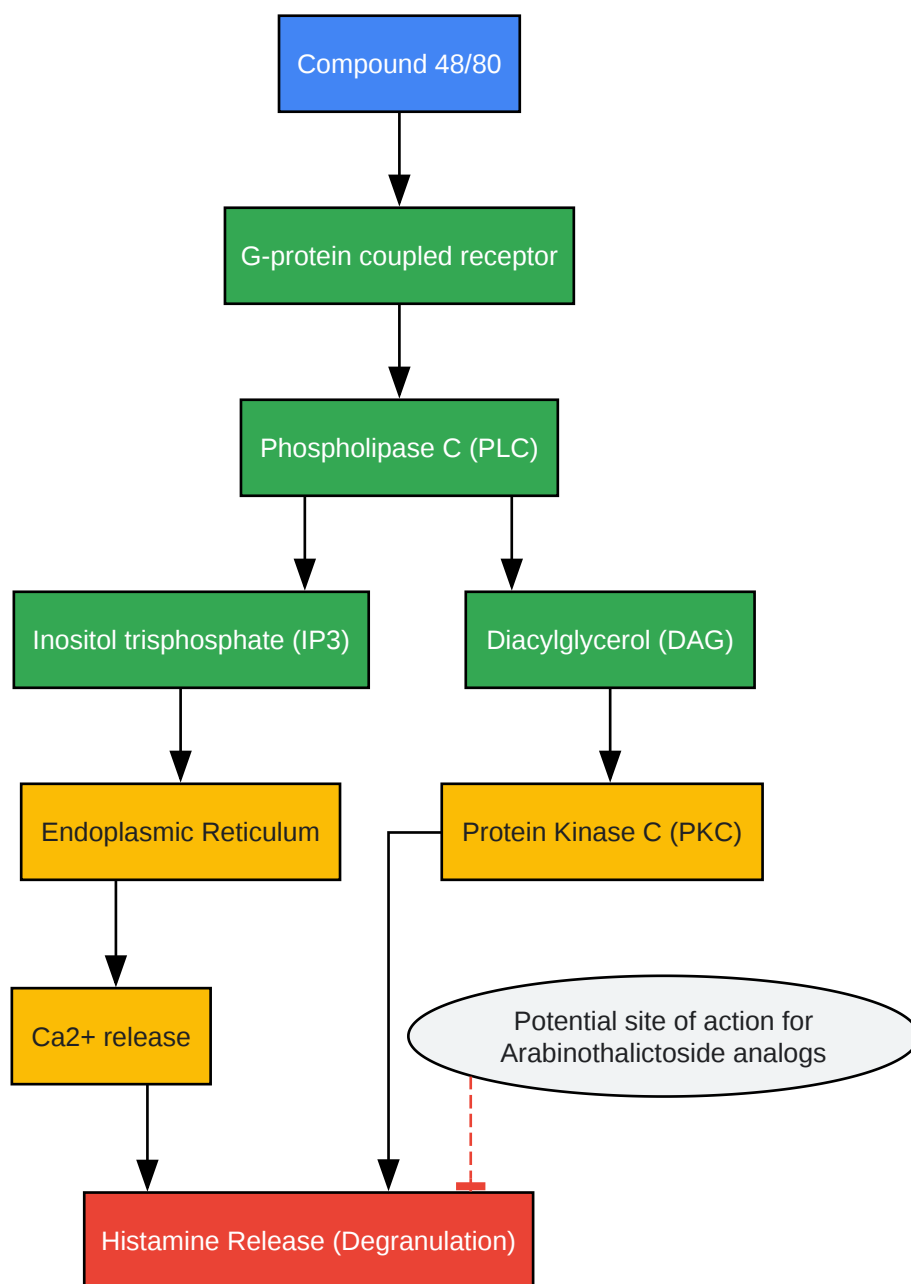 Compound 48/80
G-protein coupled receptor
Phospholipase C (PLC)
Inositol trisphosphate (IP3)
Diacylglycerol (DAG)
Endoplasmic Reticulum
Protein Kinase C (PKC)
Ca2+ release
Potential site of action for
Arabinothalictoside analogs
Histamine Release (Degranulation)